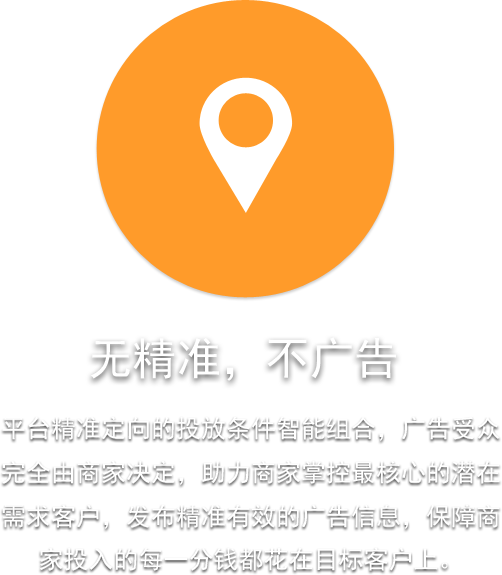 无精准，不广告
平台精准定向的投放条件智能组合，广告受众
完全由商家决定，助力商家掌控最核心的潜在
需求客户，发布精准有效的广告信息，保障商
家投入的每一分钱都花在目标客户上。